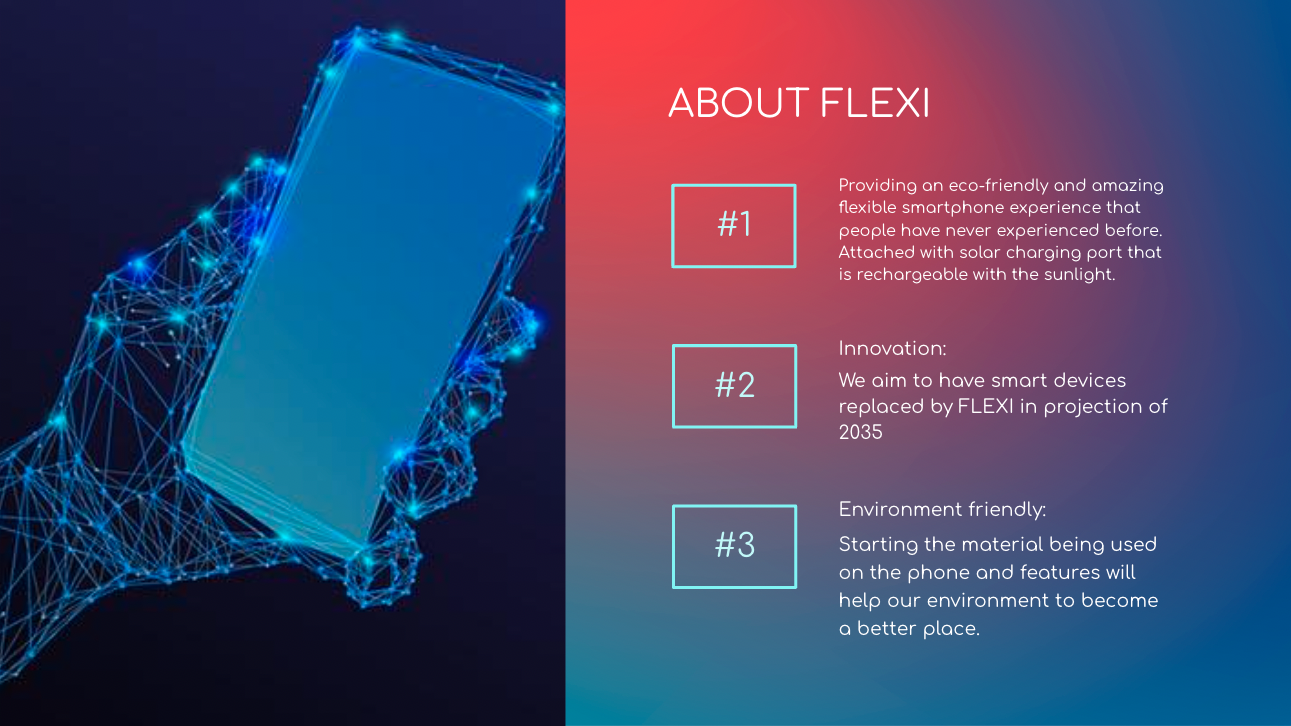 ABOUT FLEXI
#1
Providing an eco-friendly and amazing
flexible smartphone experience that
people have never experienced before.
Attached with solar charging port that
is rechargeable with the sunlight.
#2
Innovation:
We aim to have smart devices
replaced by FLEXI in projection of
2035
#3
Environment friendly:
Starting the material being used
on the phone and features will
help our environment to become
a better place.